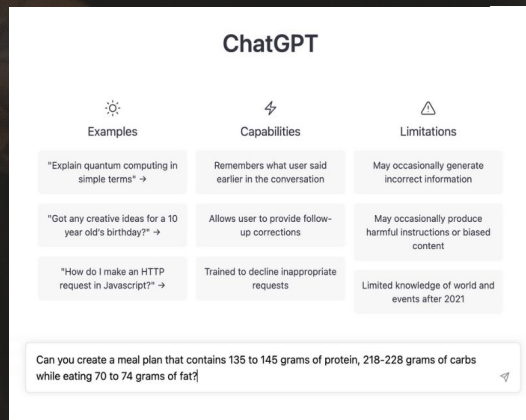 ChatGPT
Examples
"Explain quantum computing in
simple terms" →
"Got any creative ideas for a 10
year old's birthday?" →
"How do I make an HTTP
request in Javascript?" →
Capabilities
Remembers what user said
earlier in the conversation
Allows user to provide follow-
up corrections
Trained to decline inappropriate
requests
Limitations
May occasionally generate
incorrect information
May occasionally produce
harmful instructions or biased
content
Limited knowledge of world and
events after 2021
Can you create a meal plan that contains 135 to 145 grams of protein, 218-228 grams of carbs
while eating 70 to 74 grams of fat?